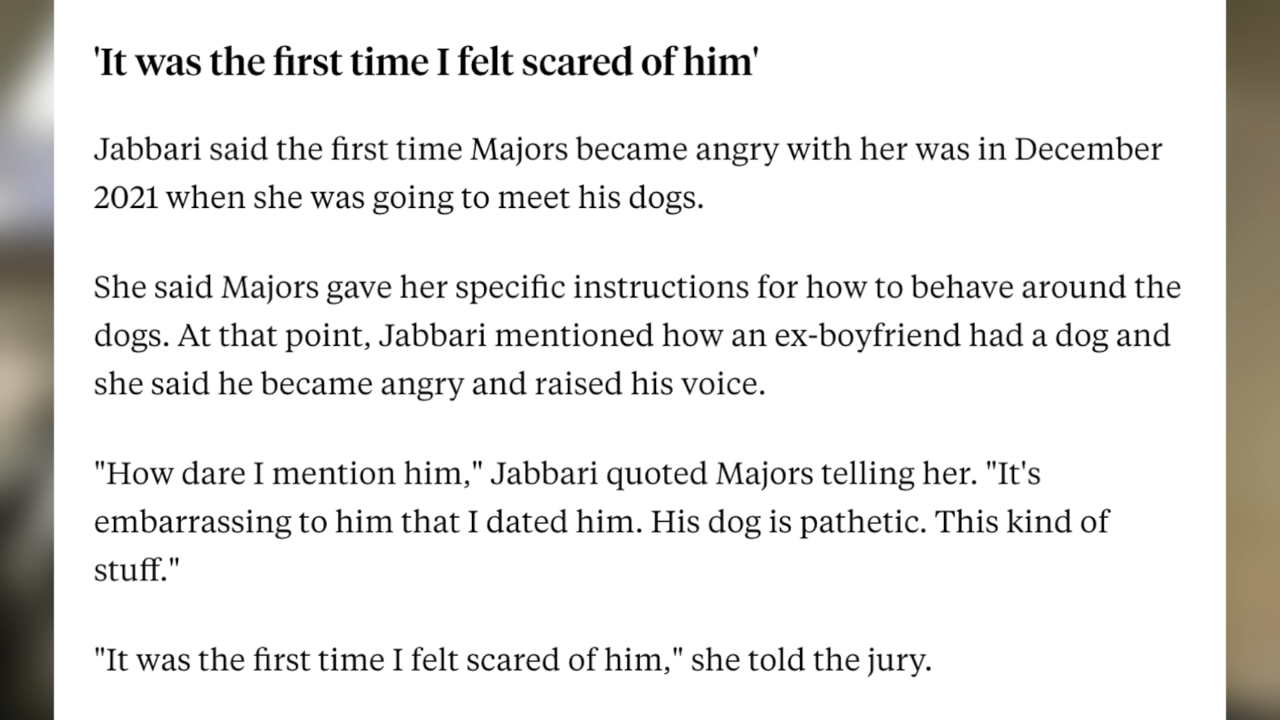 'It was the first time I felt scared of him'
Jabbari said the first time Majors became angry with her was in December
2021 when she was going to meet his dogs.
She said Majors gave her specific instructions for how to behave around the
dogs. At that point, Jabbari mentioned how an ex-boyfriend had a dog and
she said he became angry and raised his voice.
"How dare I mention him," Jabbari quoted Majors telling her. "It's
embarrassing to him that I dated him. His dog is pathetic. This kind of
stuff."
"It was the first time I felt scared of him," she told the jury.